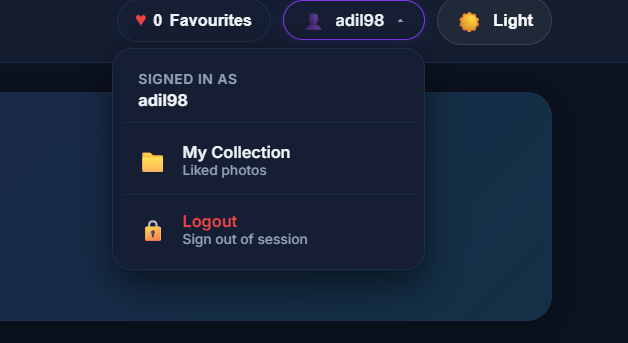 0 Favourites
adil98
Light
SIGNED IN AS
adil98
My Collection
Liked photos
Logout
Sign out of session